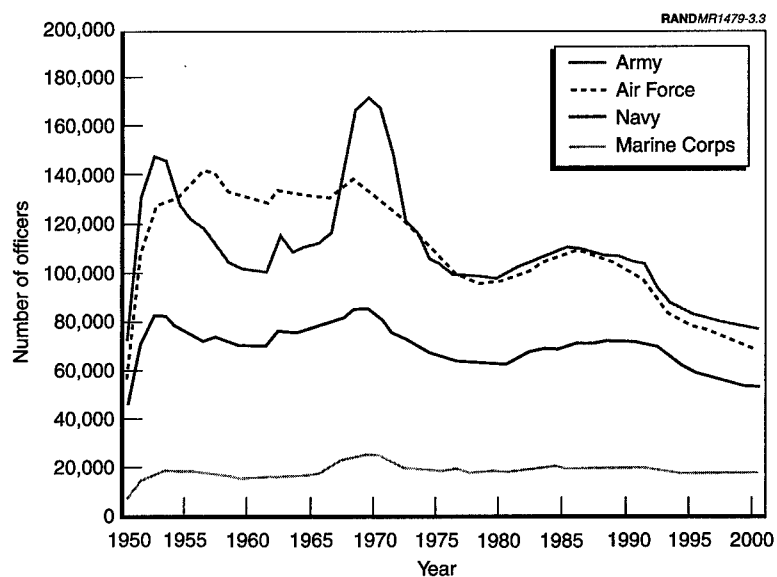 RANDMR1479-3.3
200,000
180,000
160,000
140,000
120,000
100,000
80,000
60,000
40,000
20,000
0
Number of officers
Army
Air Force
Navy
Marine Corps
1950 1955 1960 1965 1970 1975 1980 1985 1990 1995 2000
Year